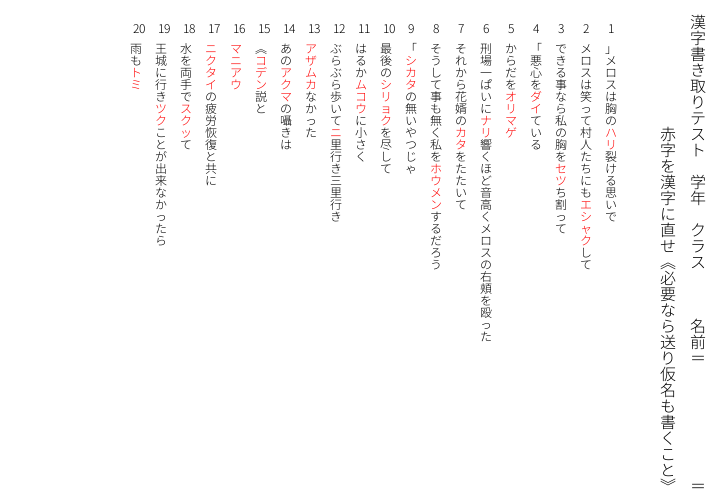 漢字書き取りテスト　学年　クラス　　　名前＝　　　　　　　＝
赤字を漢字に直せ《必要なら送り仮名も書くこと》
1 」メロスは胸のハリ裂ける思いで
2 メロスは笑って村人たちにもエシャクして
3 できる事なら私の胸をセツち割って
4 「悪心をダイている
5 からだをオリマゲ
6 刑場一ぱいにナリ響くほど音高くメロスの右頬を殴った
7 それから花婿のカタをたたいて
8 そうして事も無く私をホウメンするだろう
9 「シカタの無いやつじゃ
10 最後のシリョクを尽して
11 はるかムコウに小さく
12 ぶらぶら歩いてニ里行き三里行き
13 アザムカなかった
14 あのアクマの囁きは
15 《コデン説と
16 マニアウ
17 ニクタイの疲労恢復と共に
18 水を両手でスクッて
19 王城に行きツクことが出来なかったら
20 雨もトミ